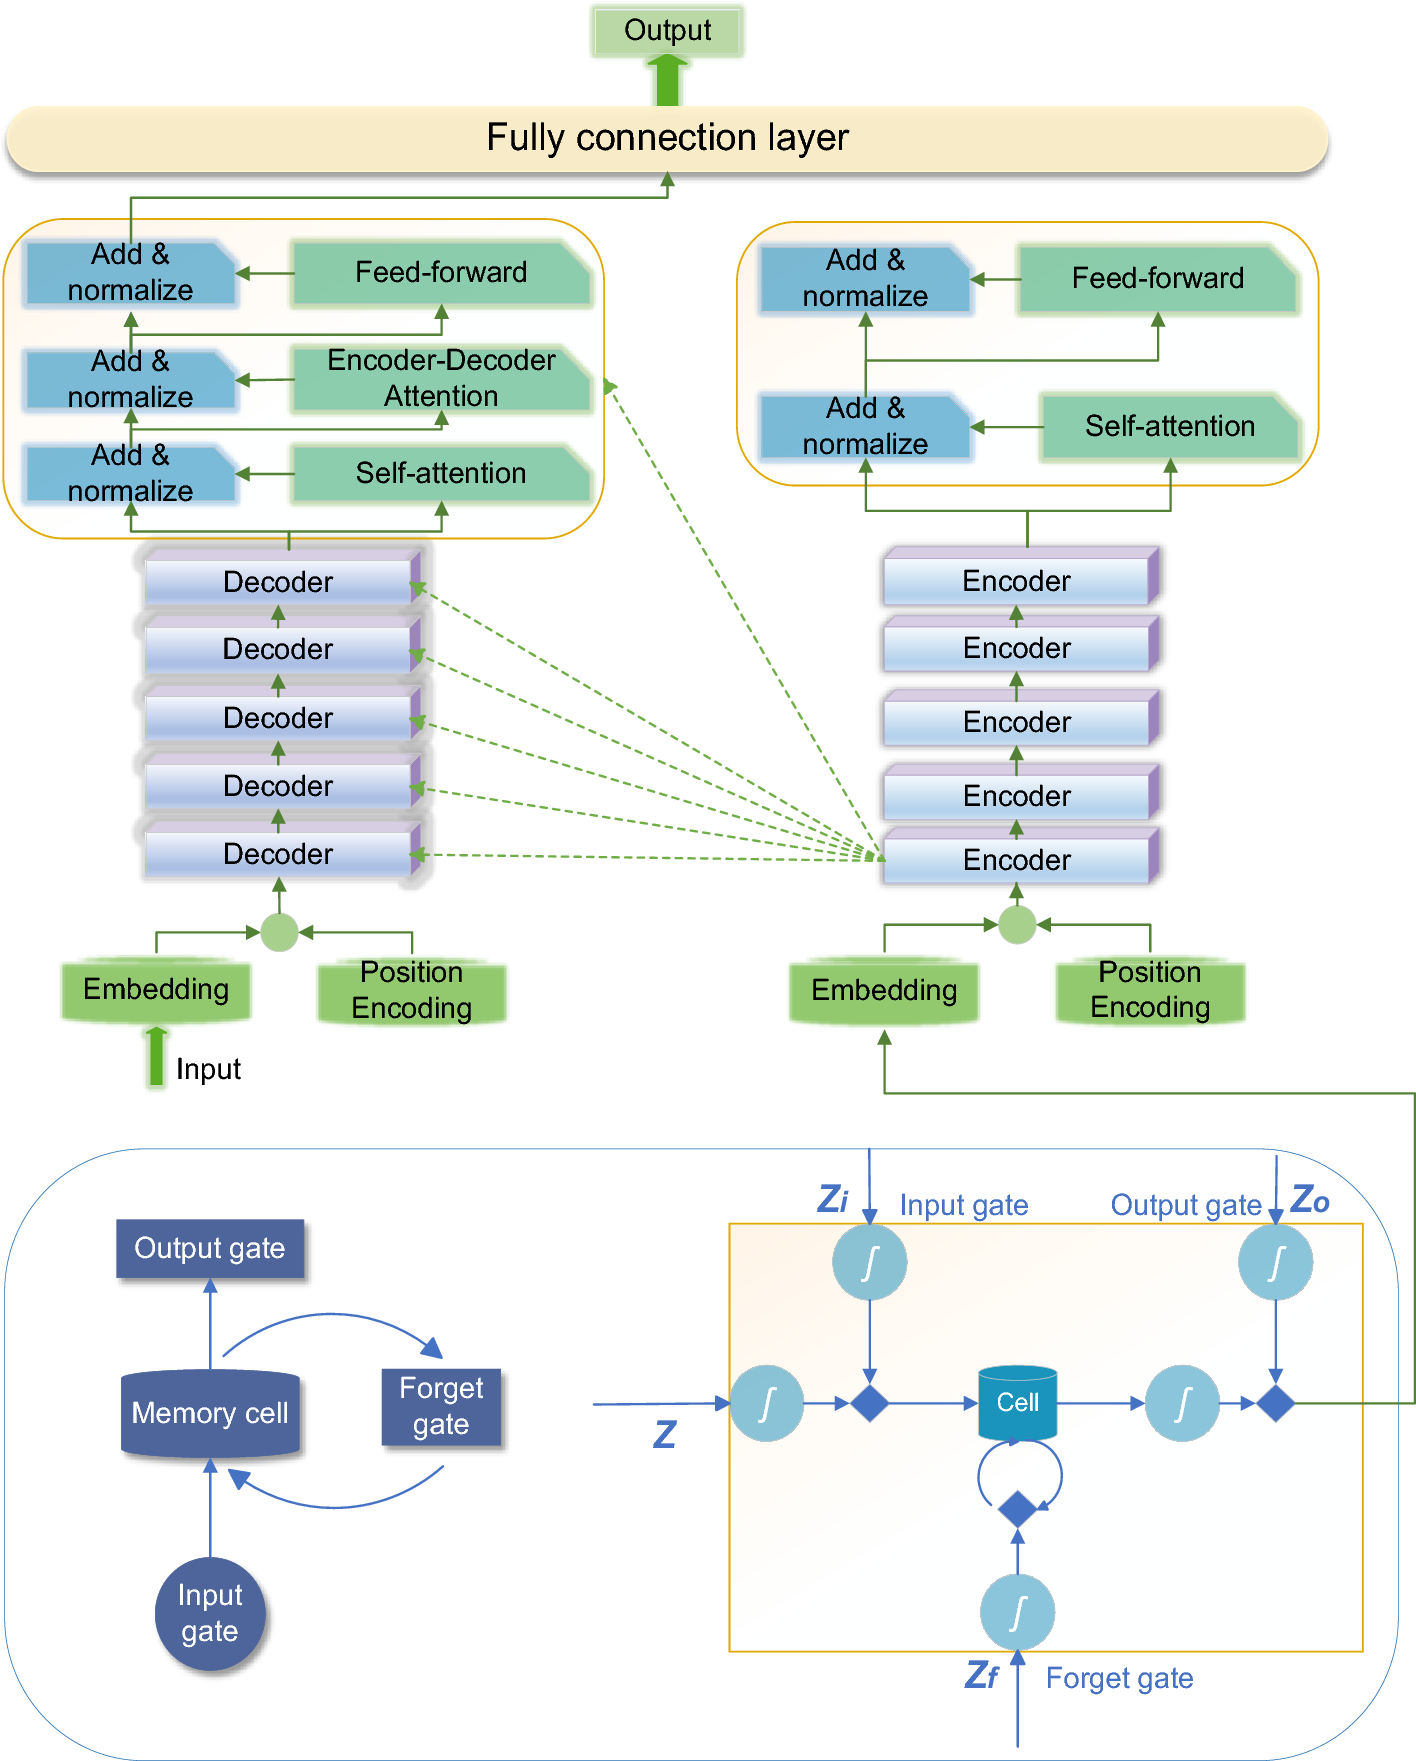 Output
Fully connection layer
Add &
normalize
Feed-forward
Add &
normalize
Encoder-Decoder
Attention
Add &
normalize
Self-attention
Add &
normalize
Feed-forward
Add &
normalize
Self-attention
Decoder
Decoder
Decoder
Decoder
Decoder
Encoder
Encoder
Encoder
Encoder
Encoder
Embedding
Position
Encoding
Input
Embedding
Position
Encoding
Output gate
Memory cell
Forget
gate
Input
gate
Zi
Input gate
Output gate
Zo
∫
∫
Z
∫
Cell
∫
∫
Zf
Forget gate